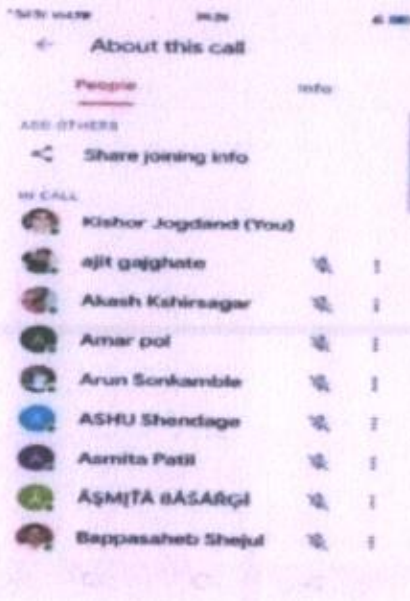 About this call
People
Info
ADD OTHERS
Share joining info
IN CALL
Kishor Jogdand (You)
ajit gajghate
Akash Kshirsagar
Amar pol
Arun Sonkamble
ASHU Shendage
Asmita Patil
Bappasaheb Shejul